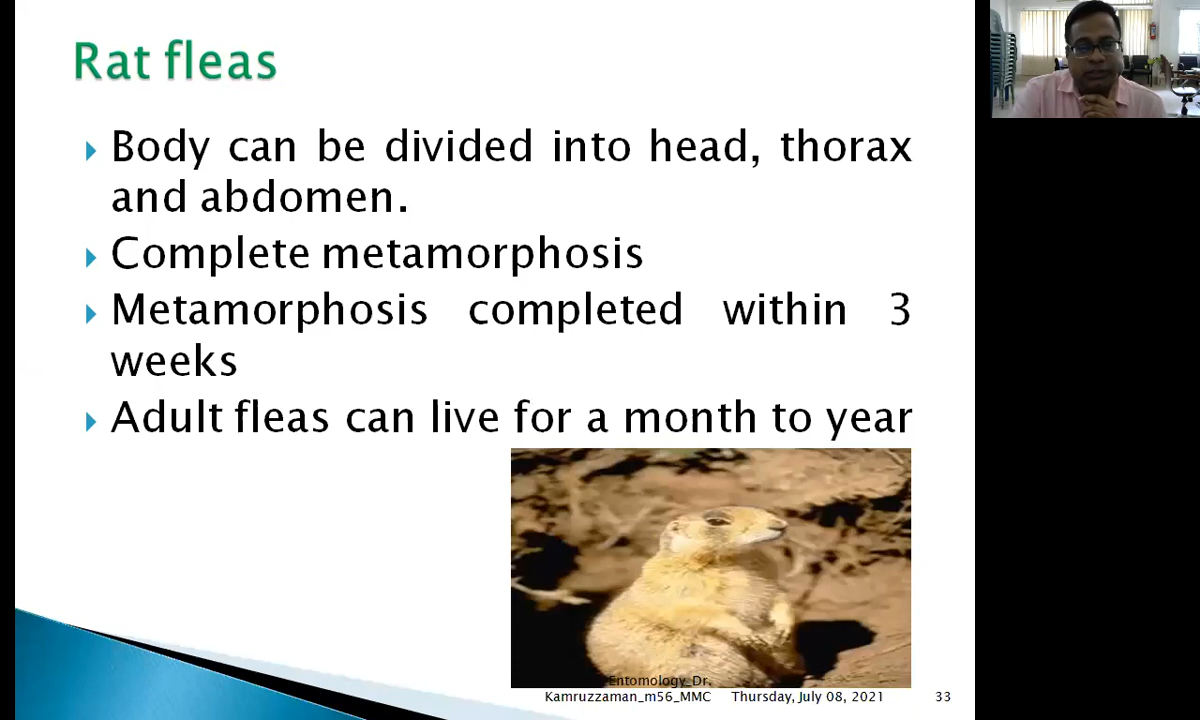 Rat fleas
Body can be divided into head, thorax
and abdomen.
Complete metamorphosis
Metamorphosis completed within 3
weeks
Adult fleas can live for a month to year
Entomology_Dr.
Kamruzzaman_m56_MMC Thursday, July 08, 2021 33